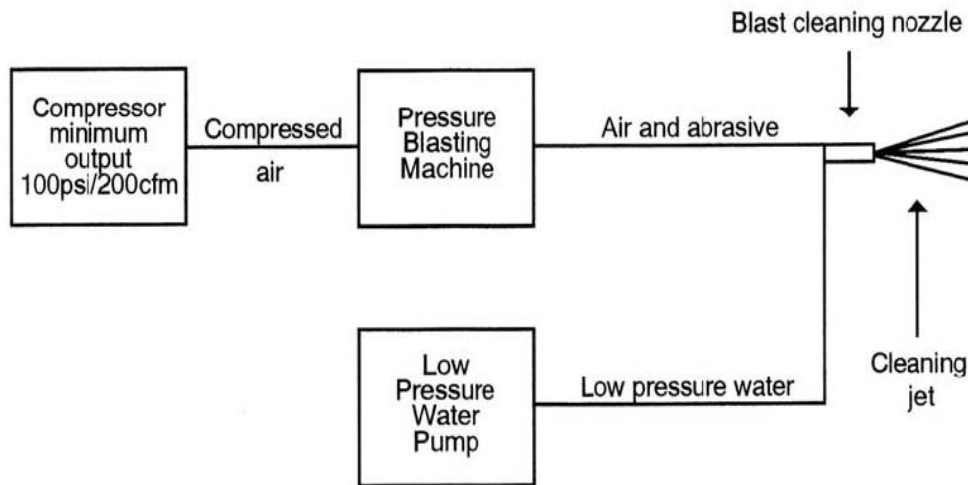 Blast cleaning nozzle
Compressor
minimum
output
100psi/200cfm
Compressed
air
Pressure
Blasting
Machine
Air and abrasive
Low
Pressure
Water
Pump
Low pressure water
Cleaning
jet